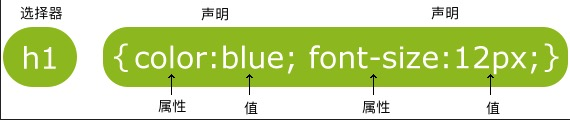 选择器 声明 声明
h1 {color:blue; font-size:12px;}
属性 值 属性 值